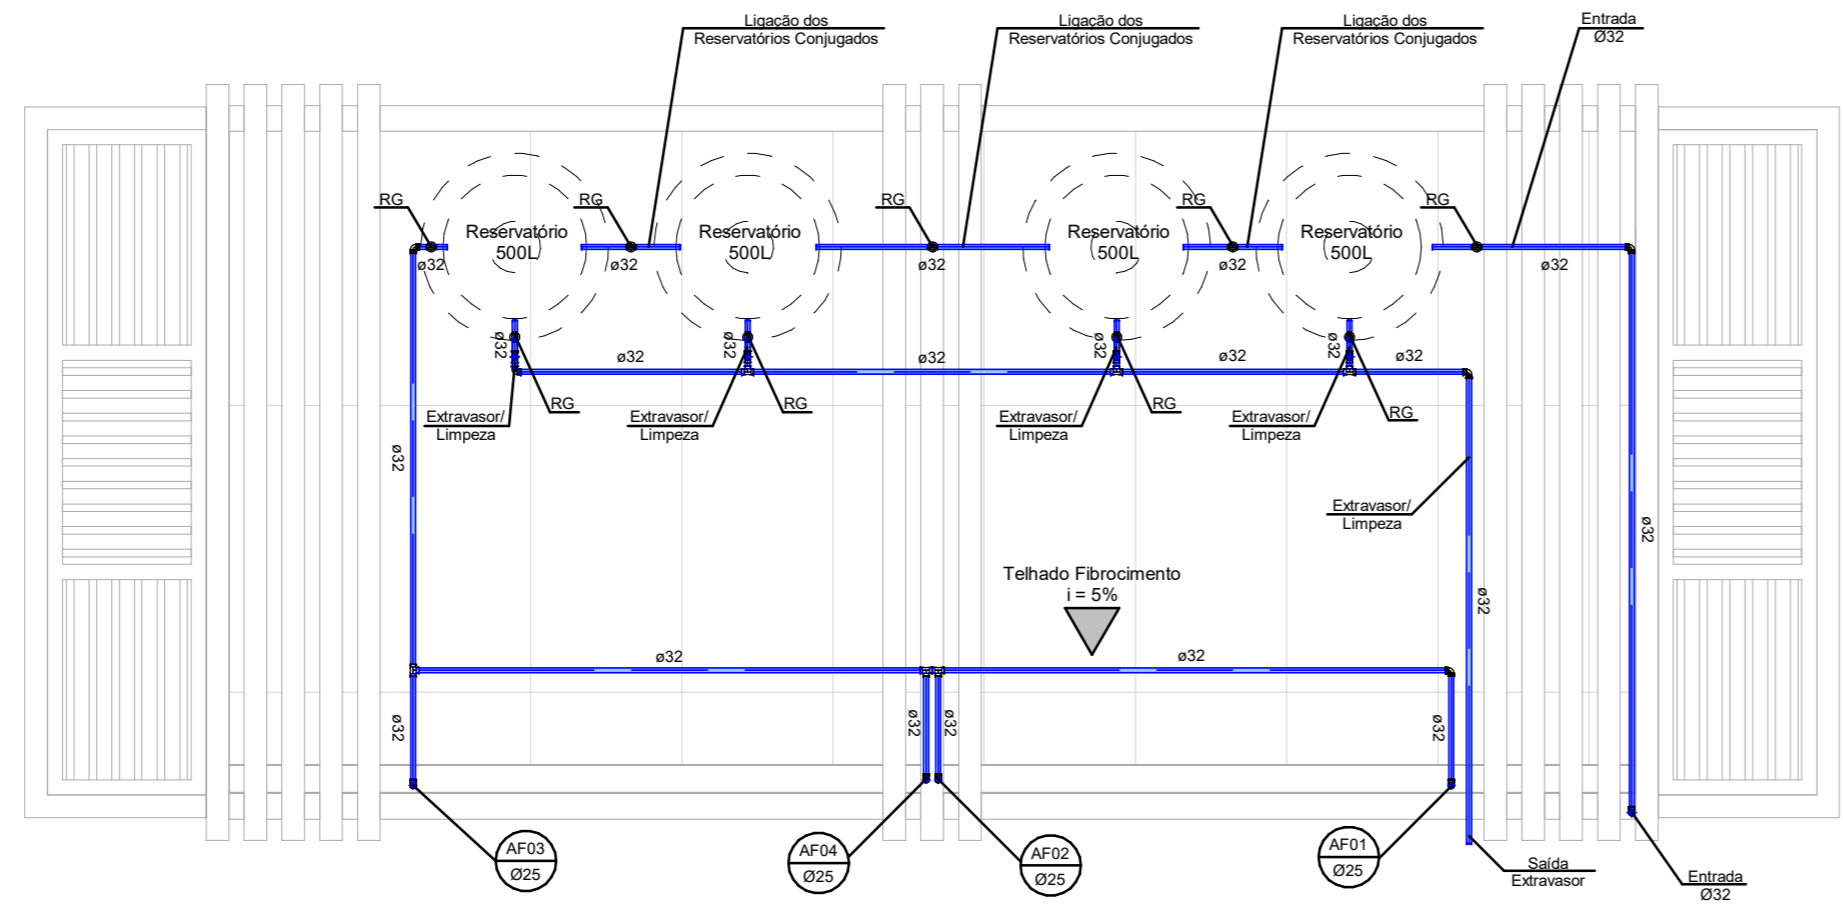 Ligação dos
Reservatórios Conjugados
Ligação dos
Reservatórios Conjugados
Ligação dos
Reservatórios Conjugados
Entrada
Ø32
RG
RG
RG
RG
RG
Reservatório
500L
Reservatório
500L
Reservatório
500L
Reservatório
500L
ø32
ø32
ø32
ø32
ø32
ø32
ø32
ø32
ø32
ø32
ø32
ø32
ø32
Extravasor/
Limpeza
RG
Extravasor/
Limpeza
RG
Extravasor/
Limpeza
RG
Extravasor/
Limpeza
RG
ø32
Extravasor/
Limpeza
ø32
Telhado Fibrocimento
i = 5%
ø32
ø32
ø32
ø32
ø32
ø32
ø32
AF03
Ø25
AF04
Ø25
AF02
Ø25
AF01
Ø25
Saída
Extravasor
Entrada
Ø32